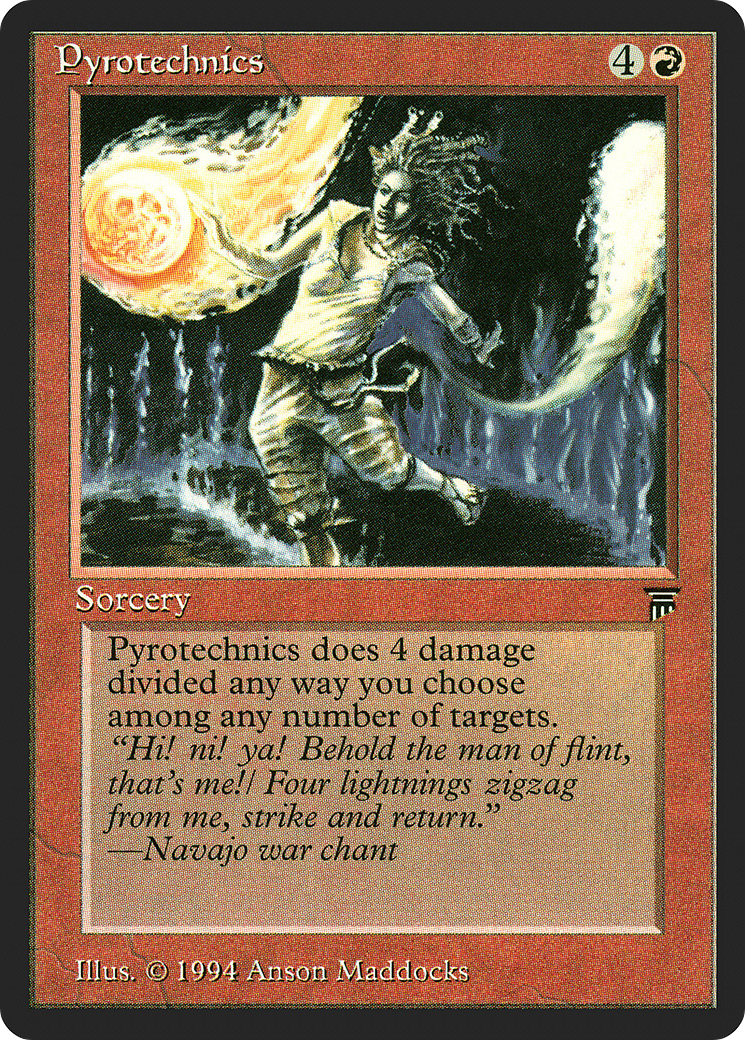 Pyrotechnics 4
Sorcery
Pyrotechnics does 4 damage
divided any way you choose
among any number of targets.
“Hi! ni! ya! Behold the man of flint,
that’s me!/ Four lightnings zigzag
from me, strike and return.”
—Navajo war chant
Illus. © 1994 Anson Maddocks